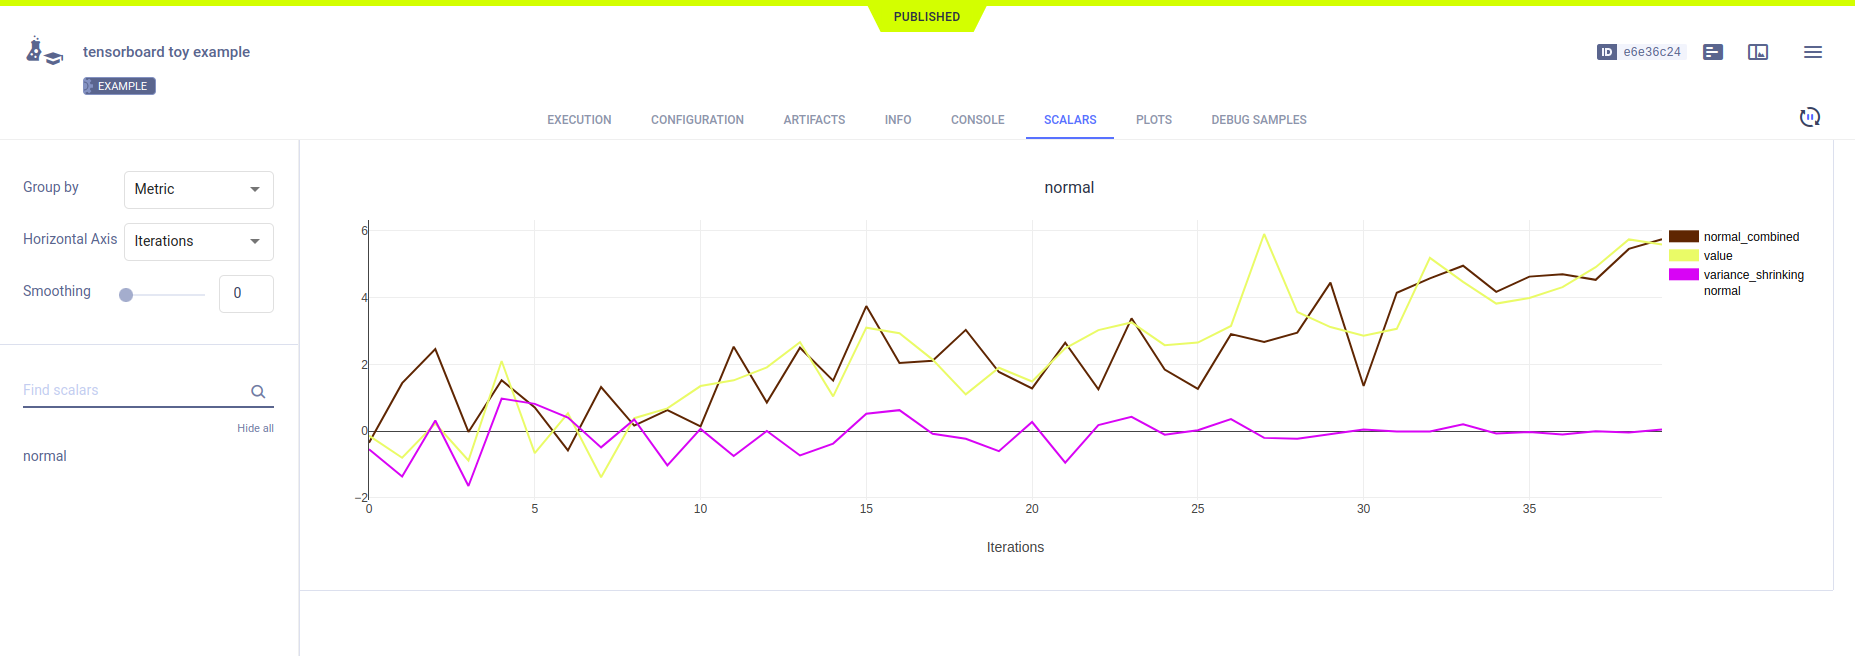 PUBLISHED
tensorboard toy example
ID e6e36c24
EXAMPLE
EXECUTION CONFIGURATION ARTIFACTS INFO CONSOLE SCALARS PLOTS DEBUG SAMPLES
Group by Metric
Horizontal Axis Iterations
Smoothing 0
Find scalars
Hide all
normal
normal
6
4
2
0
−2
0 5 10 15 20 25 30 35
Iterations
normal_combined
value
variance_shrinking
normal